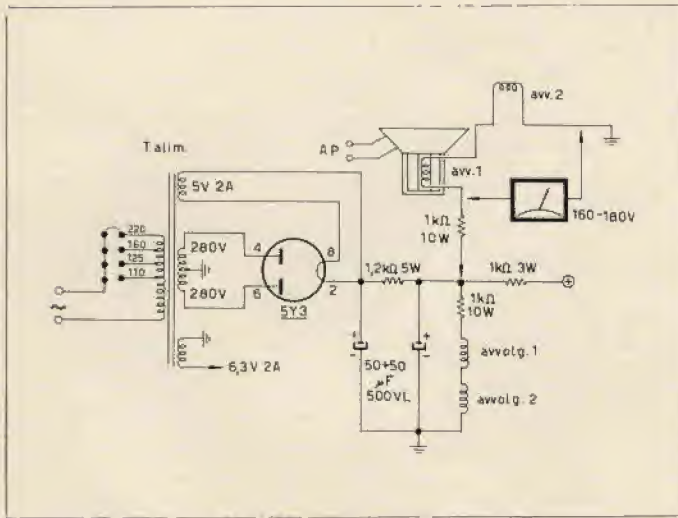 avv.2
AP
avv.1
T.alim.
5V 2A
160-180V
1kΩ
10W
220
160
125
110
280V
4
8
280V
6
2
5Y3
1,2kΩ 5W
1kΩ 3W
+
1kΩ
10W
~
+
-
+
-
50+50
µF
500VL
6,3V 2A
avvolg.1
avvolg.2